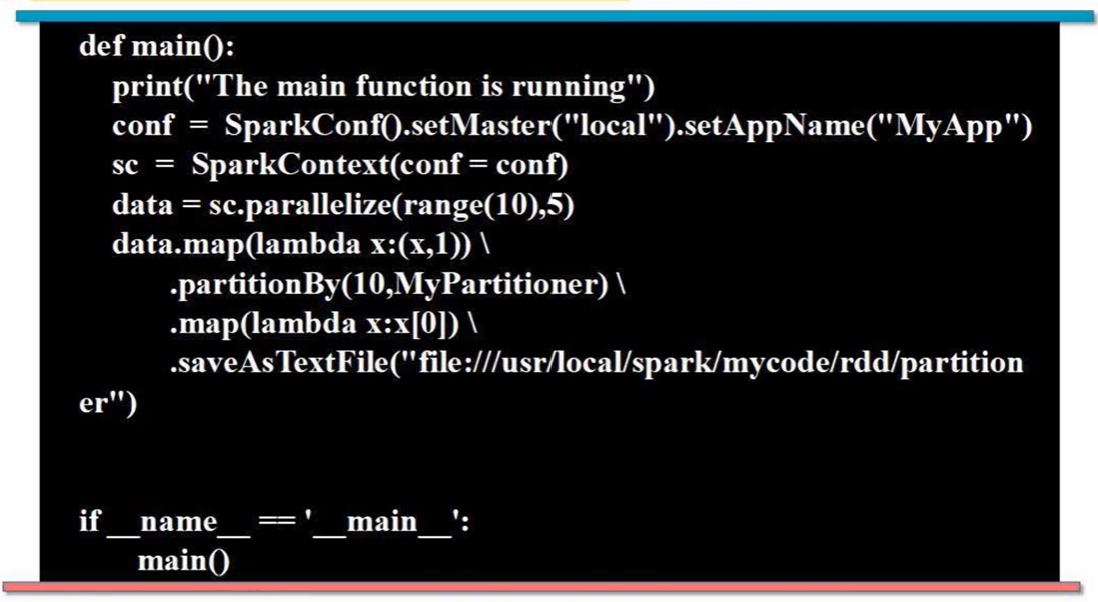 def main():
print("The main function is running")
conf = SparkConf().setMaster("local").setAppName("MyApp")
sc = SparkContext(conf = conf)
data = sc.parallelize(range(10),5)
data.map(lambda x:(x,1)) \
.partitionBy(10,MyPartitioner) \
.map(lambda x:x[0]) \
.saveAsTextFile("file:///usr/local/spark/mycode/rdd/partition
er")
if __name__ == '__main__':
main()